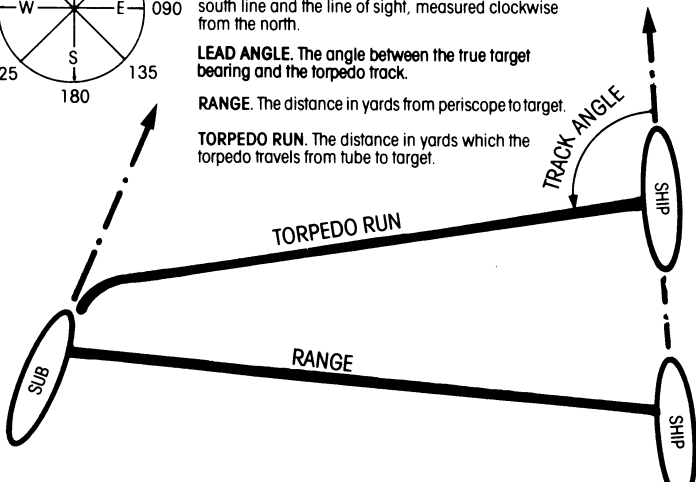 W E 090
S
25 135
180
south line and the line of sight, measured clockwise
from the north.
LEAD ANGLE. The angle between the true target
bearing and the torpedo track.
RANGE. The distance in yards from periscope to target.
TORPEDO RUN. The distance in yards which the
torpedo travels from tube to target.
TRACK ANGLE
SHIP
TORPEDO RUN
SUB
RANGE
SHIP